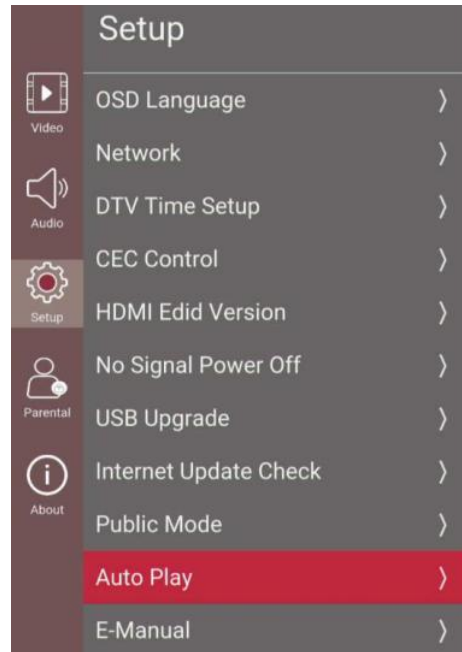 Setup
Video
Audio
Setup
Parental
About
OSD Language
Network
DTV Time Setup
CEC Control
HDMI Edid Version
No Signal Power Off
USB Upgrade
Internet Update Check
Public Mode
Auto Play
E-Manual